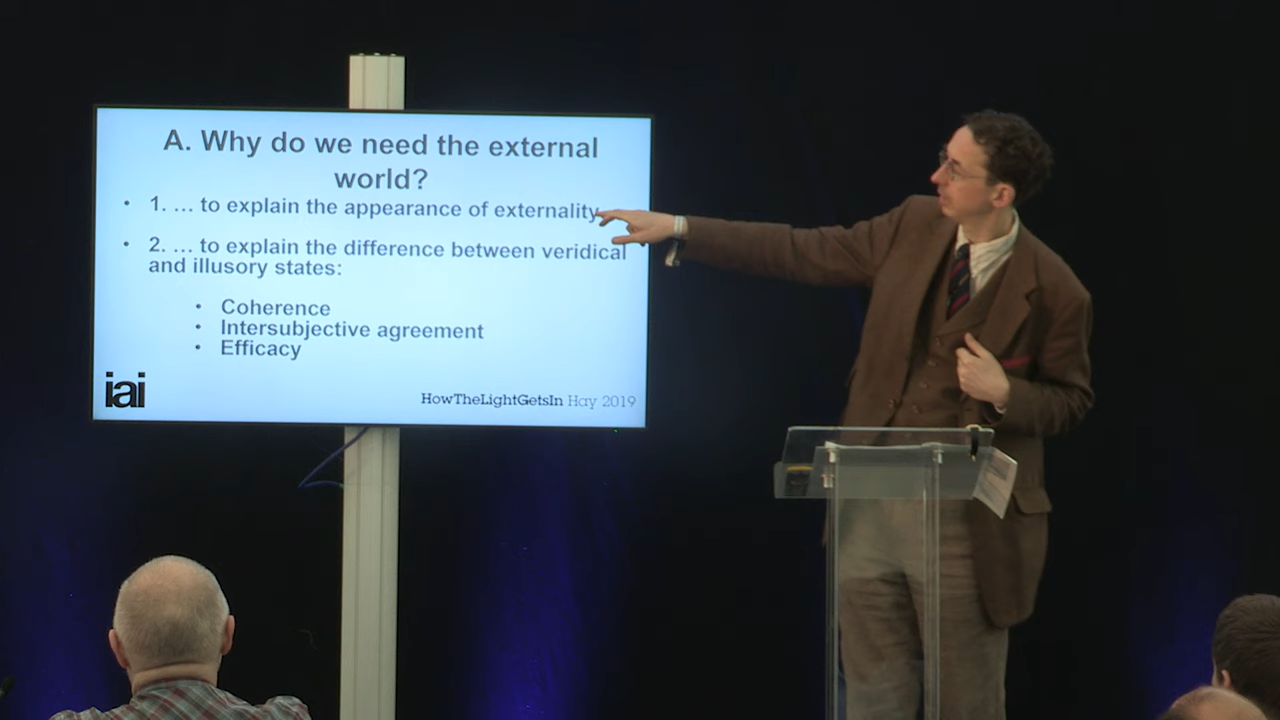 A. Why do we need the external
world?
• 1. ... to explain the appearance of externality
• 2. ... to explain the difference between veridical
and illusory states:
• Coherence
• Intersubjective agreement
• Efficacy
iai
HowTheLightGetsIn Hay 2019